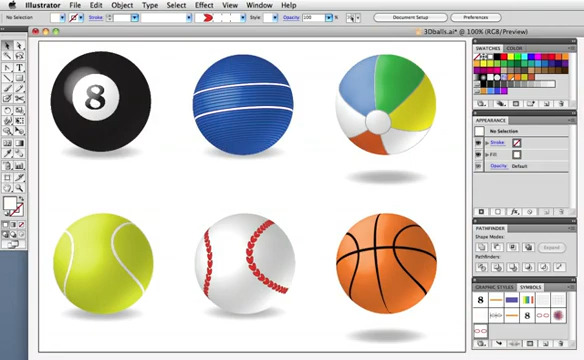 Illustrator File Edit Object Type Select Effect View Window Help
No Selection Stroke: Style: Opacity: 100 % Document Setup Preferences
3Dballs.ai* @ 100% (RGB/Preview)
SWATCHES COLOR
8
APPEARANCE
No Selection
Stroke:
Fill:
Opacity: Default
PATHFINDER
Shape Modes:
Expand
Pathfinders:
GRAPHIC STYLES SYMBOLS
8
8